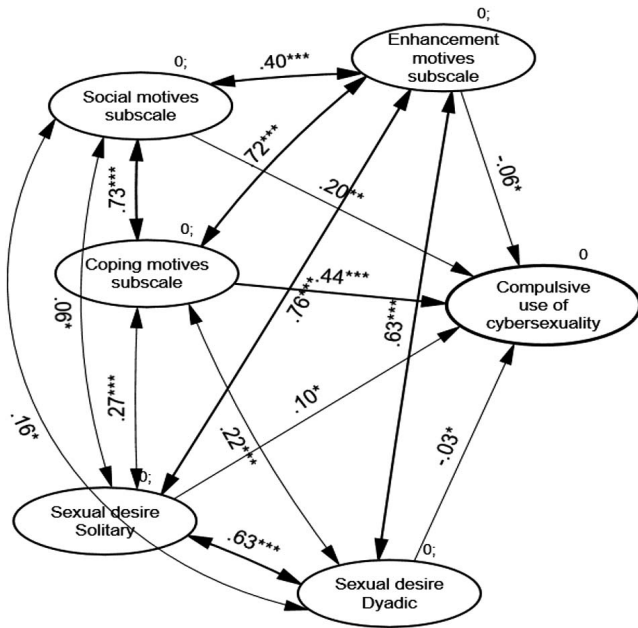 0;
Enhancement
motives
subscale
.40***
0;
Social motives
subscale
.72***
-.06*
.73***
.20**
0;
0
Coping motives
subscale
.44***
Compulsive
use of
cybersexuality
.76***
.63***
.06*
.27***
.10*
.16*
.22***
-.03*
0;
Sexual desire
Solitary
.63***
0;
Sexual desire
Dyadic